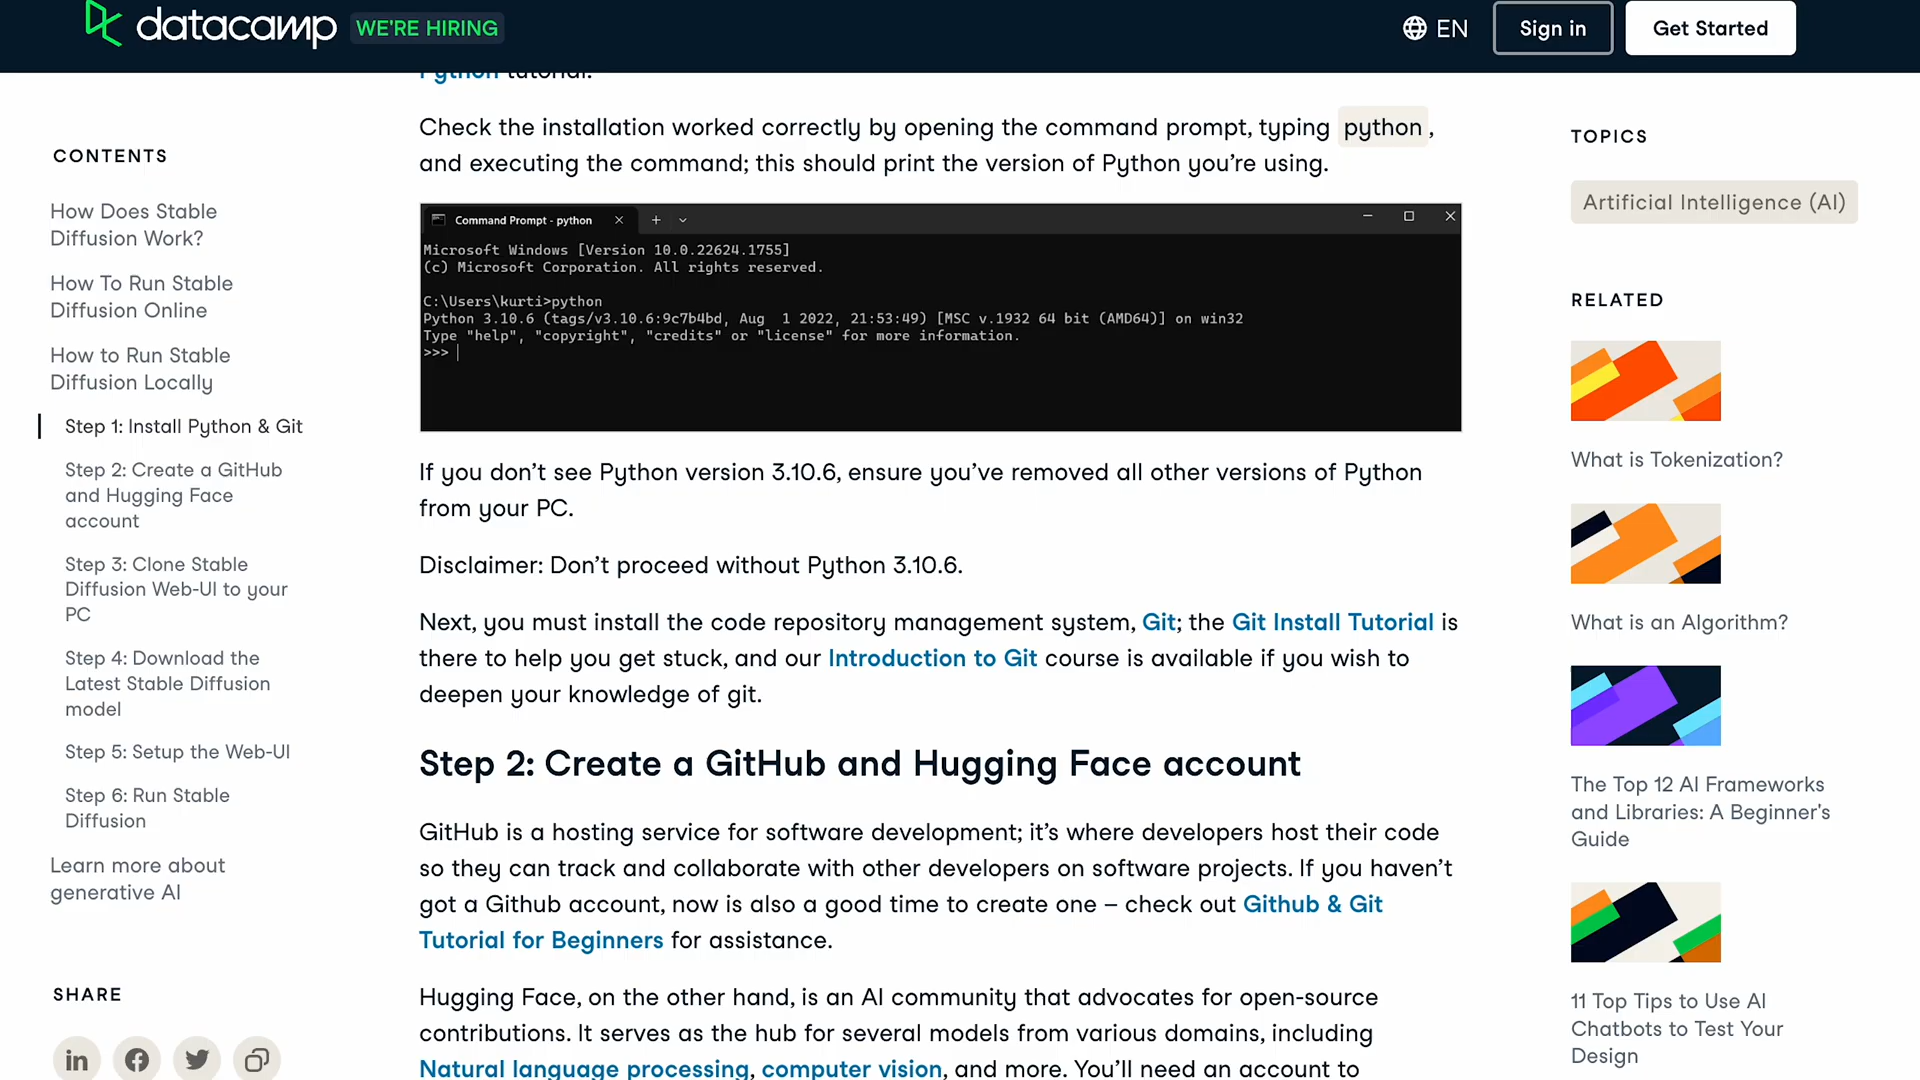 datacamp WE'RE HIRING
EN Sign in Get Started
Python tutorial.
CONTENTS
How Does Stable
Diffusion Work?
How To Run Stable
Diffusion Online
How to Run Stable
Diffusion Locally
Step 1: Install Python & Git
Step 2: Create a GitHub
and Hugging Face
account
Step 3: Clone Stable
Diffusion Web-UI to your
PC
Step 4: Download the
Latest Stable Diffusion
model
Step 5: Setup the Web-UI
Step 6: Run Stable
Diffusion
Learn more about
generative AI
SHARE
Check the installation worked correctly by opening the command prompt, typing python ,
and executing the command; this should print the version of Python you’re using.
Command Prompt - python
Microsoft Windows [Version 10.0.22624.1755]
(c) Microsoft Corporation. All rights reserved.
C:\Users\kurti>python
Python 3.10.6 (tags/v3.10.6:9c7b4bd, Aug  1 2022, 21:53:49) [MSC v.1932 64 bit (AMD64)] on win32
Type "help", "copyright", "credits" or "license" for more information.
>>>
If you don’t see Python version 3.10.6, ensure you’ve removed all other versions of Python
from your PC.
Disclaimer: Don’t proceed without Python 3.10.6.
Next, you must install the code repository management system, Git; the Git Install Tutorial is
there to help you get stuck, and our Introduction to Git course is available if you wish to
deepen your knowledge of git.
Step 2: Create a GitHub and Hugging Face account
GitHub is a hosting service for software development; it’s where developers host their code
so they can track and collaborate with other developers on software projects. If you haven’t
got a Github account, now is also a good time to create one – check out Github & Git
Tutorial for Beginners for assistance.
Hugging Face, on the other hand, is an AI community that advocates for open-source
contributions. It serves as the hub for several models from various domains, including
Natural language processing, computer vision, and more. You’ll need an account to
TOPICS
Artificial Intelligence (AI)
RELATED
What is Tokenization?
What is an Algorithm?
The Top 12 AI Frameworks
and Libraries: A Beginner's
Guide
11 Top Tips to Use AI
Chatbots to Test Your
Design